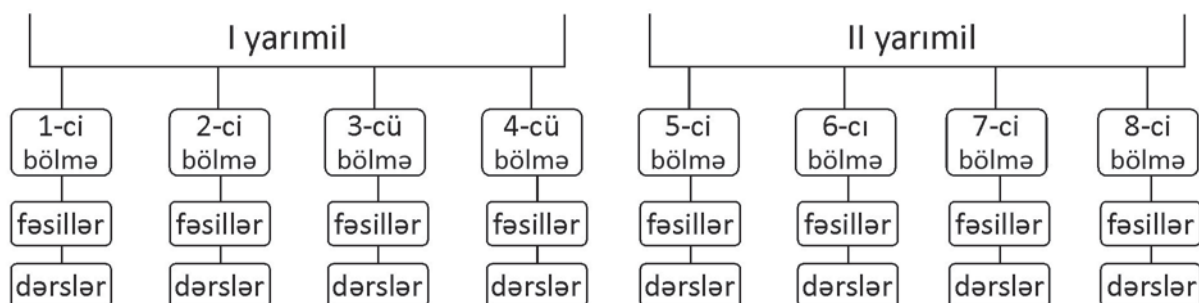 I yarımil II yarımil
1-ci 2-ci 3-cü 4-cü 5-ci 6-cı 7-ci 8-ci
bölmə bölmə bölmə bölmə bölmə bölmə bölmə bölmə
fəsillər fəsillər fəsillər fəsillər fəsillər fəsillər fəsillər fəsillər
dərslər dərslər dərslər dərslər dərslər dərslər dərslər dərslər